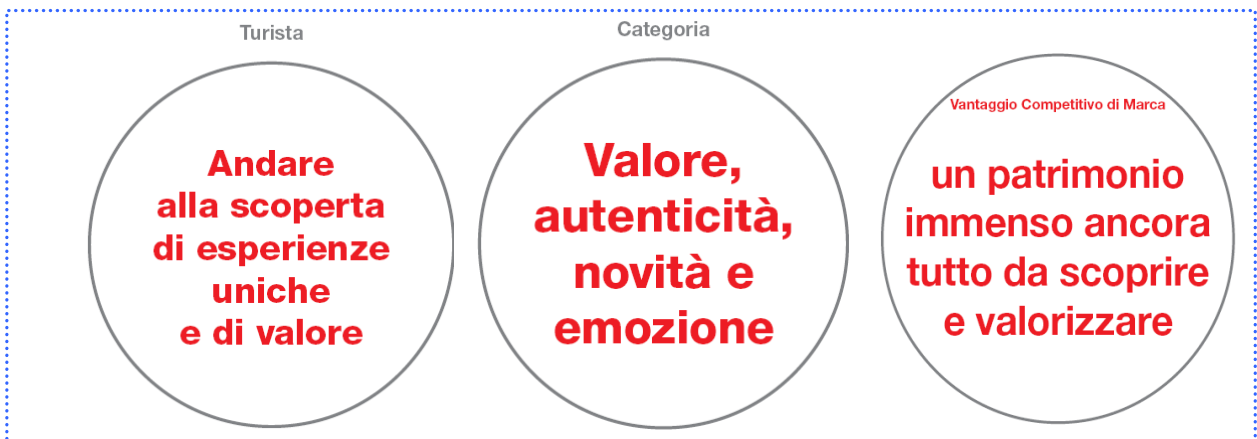 Turista
Andare
alla scoperta
di esperienze
uniche
e di valore
Categoria
Valore,
autenticità,
novità e
emozione
Vantaggio Competitivo di Marca
un patrimonio
immenso ancora
tutto da scoprire
e valorizzare